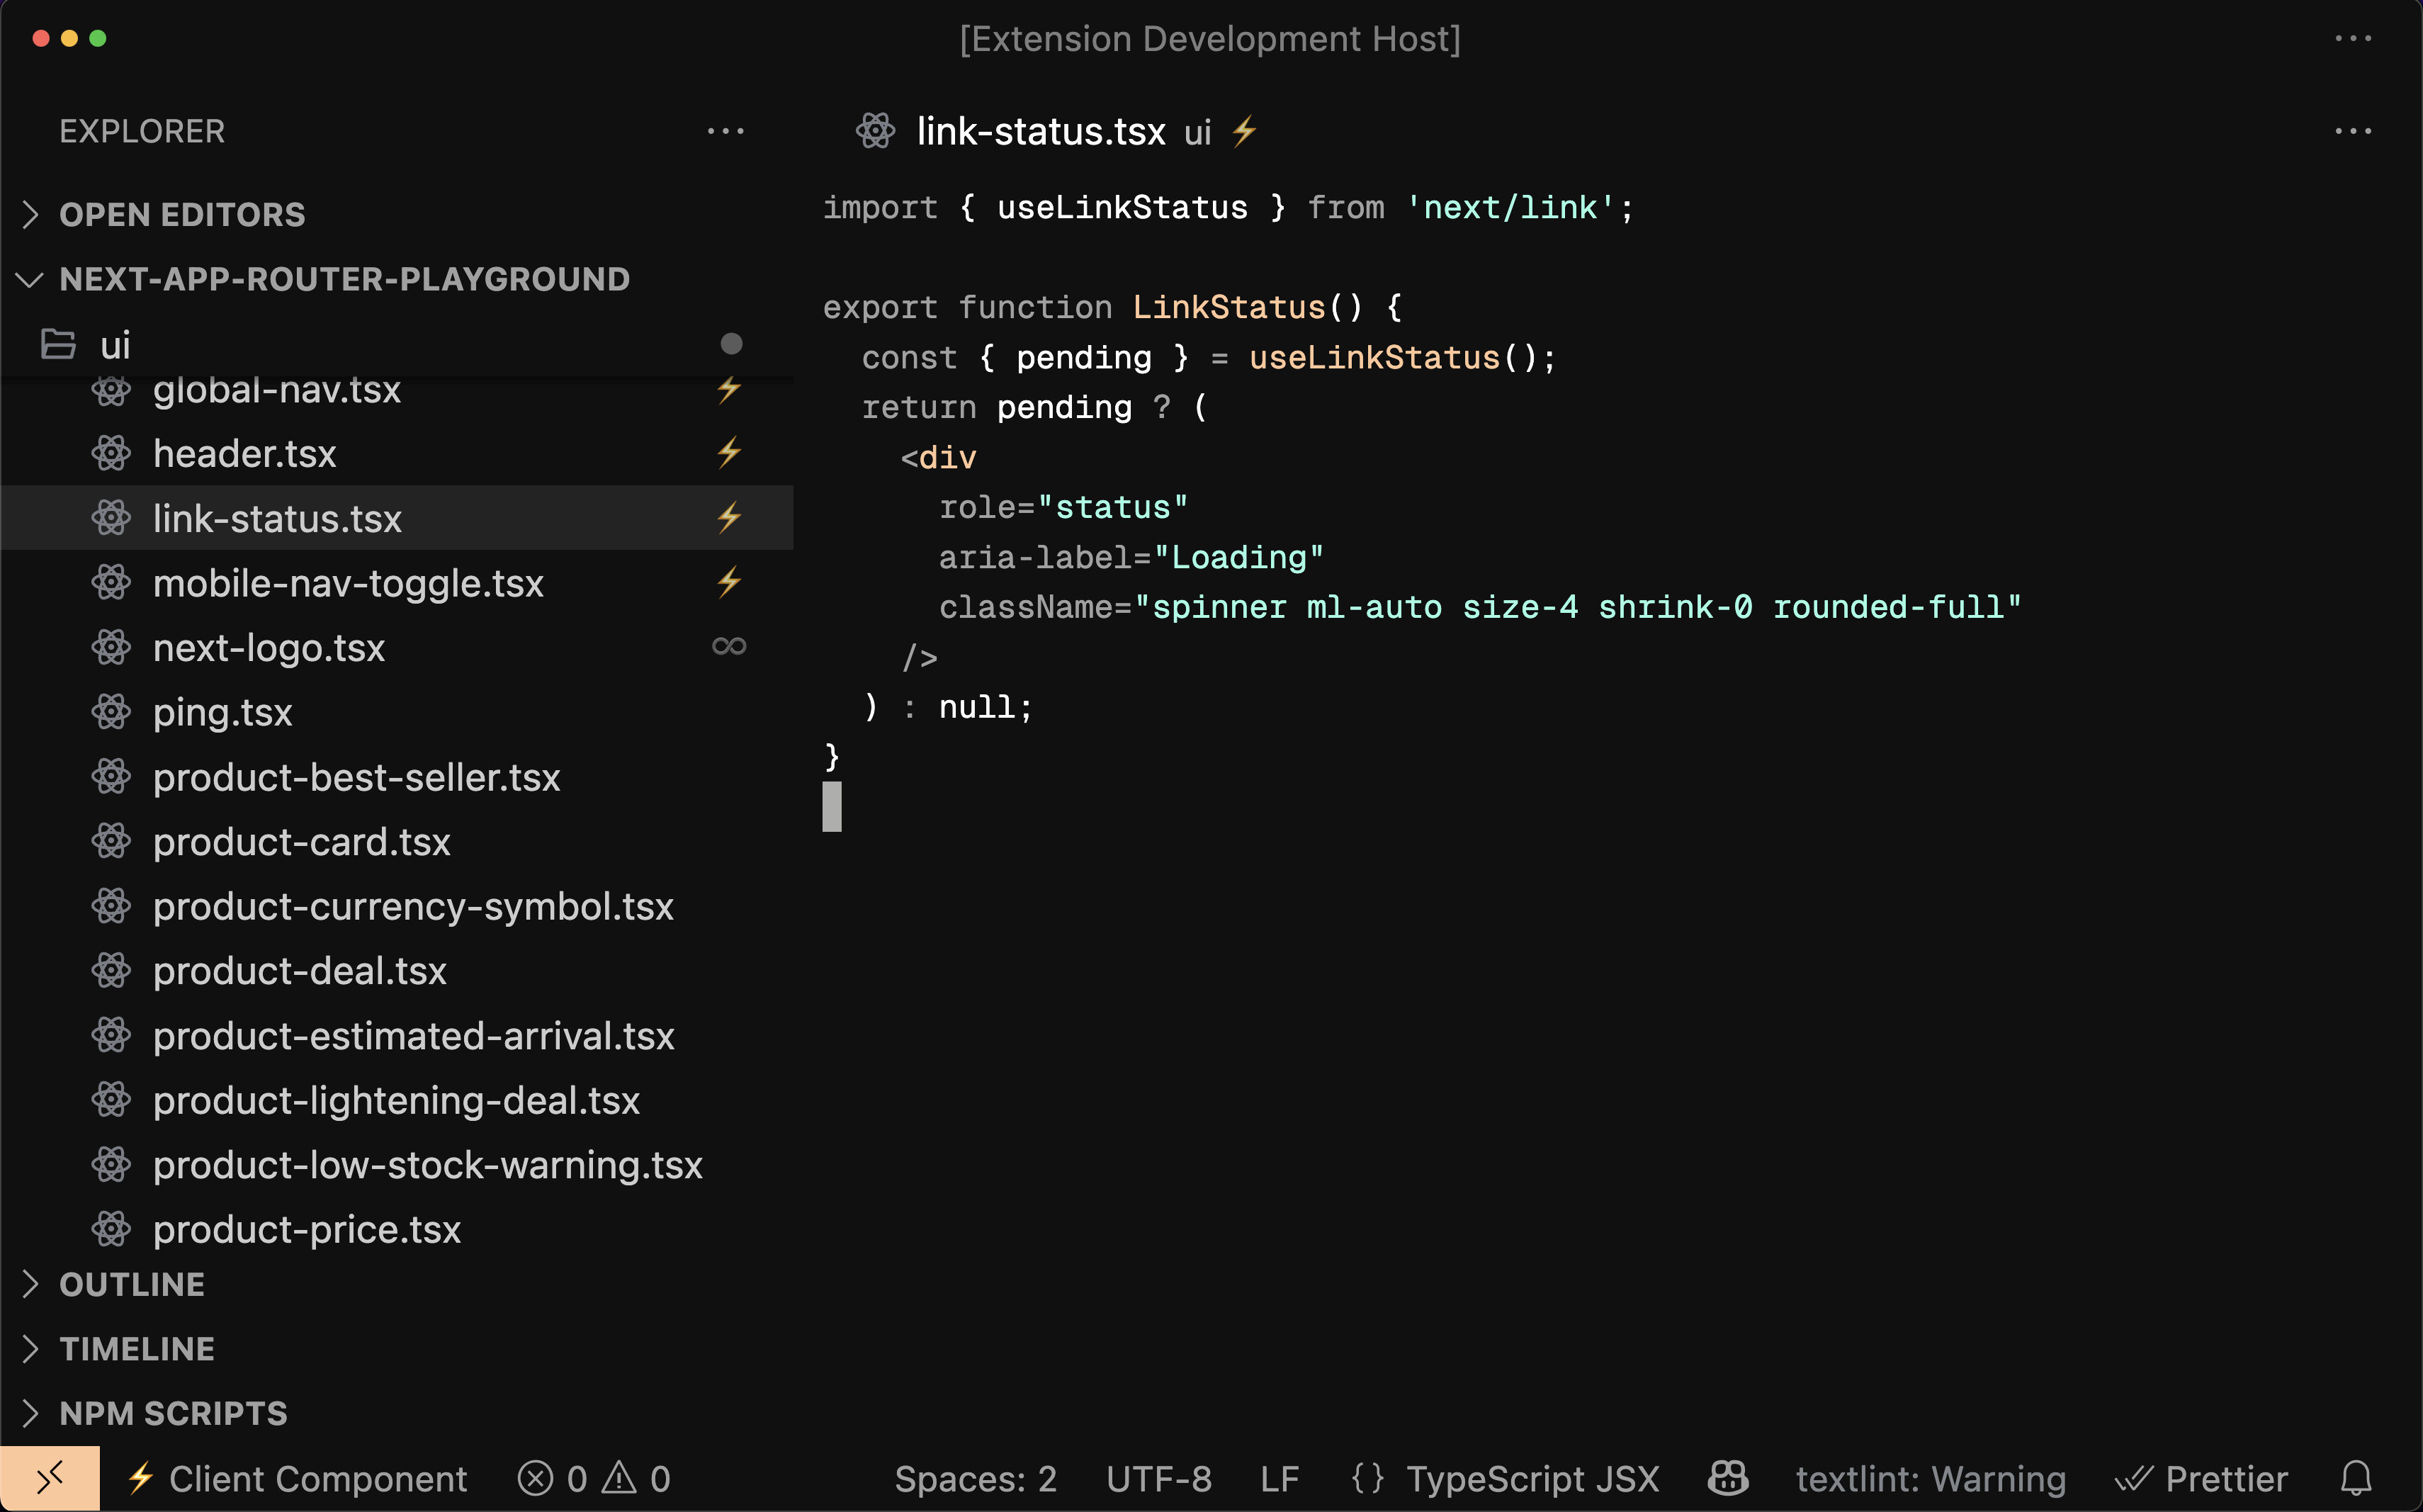 [Extension Development Host]
EXPLORER
OPEN EDITORS
NEXT-APP-ROUTER-PLAYGROUND
ui
global-nav.tsx ⚡
header.tsx ⚡
link-status.tsx ⚡
mobile-nav-toggle.tsx ⚡
next-logo.tsx ∞
ping.tsx
product-best-seller.tsx
product-card.tsx
product-currency-symbol.tsx
product-deal.tsx
product-estimated-arrival.tsx
product-lightening-deal.tsx
product-low-stock-warning.tsx
product-price.tsx
OUTLINE
TIMELINE
NPM SCRIPTS
link-status.tsx ui ⚡
import { useLinkStatus } from 'next/link';

export function LinkStatus() {
  const { pending } = useLinkStatus();
  return pending ? (
    <div
      role="status"
      aria-label="Loading"
      className="spinner ml-auto size-4 shrink-0 rounded-full"
    />
  ) : null;
}
⚡ Client Component 0 0 Spaces: 2 UTF-8 LF {} TypeScript JSX textlint: Warning Prettier